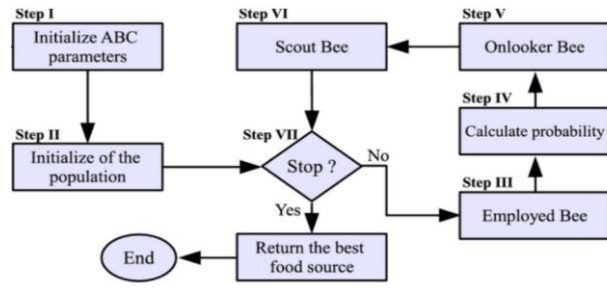 Step I
Initialize ABC
parameters
Step II
Initialize of the
population
Step VI
Scout Bee
Step VII
Stop ?
No
Yes
Return the best
food source
End
Step V
Onlooker Bee
Step IV
Calculate probability
Step III
Employed Bee